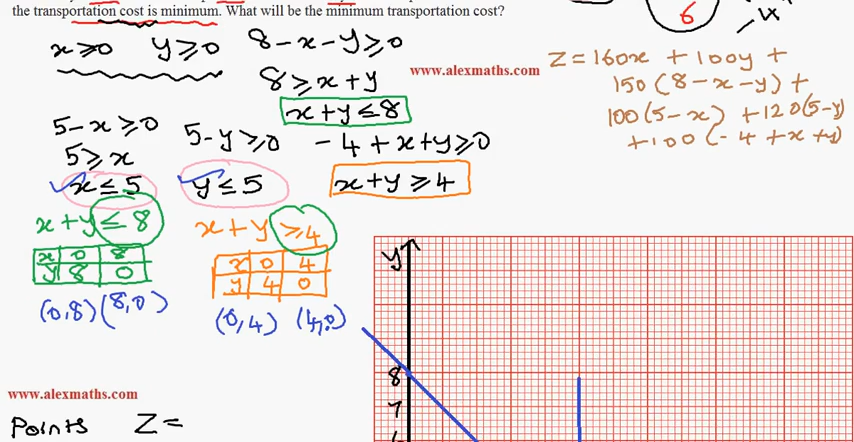 the transportation cost is minimum. What will be the minimum transportation cost?
6
-4
x≥0 y≥0 8-x-y≥0
8≥x+y
www.alexmaths.com
x+y≤8
Z=160x+100y+
150(8-x-y)+
100(5-x)+120(5-y)
+100(-4+x+y)
5-x≥0 5-y≥0 -4+x+y≥0
5≥x
x≤5 y≤5 x+y≥4
x+y≤8 x+y≥4
x 0 8
y 8 0
x 0 4
y 4 0
(0,8)(8,0) (0,4) (4,0)
y
8
7
www.alexmaths.com
Points Z=